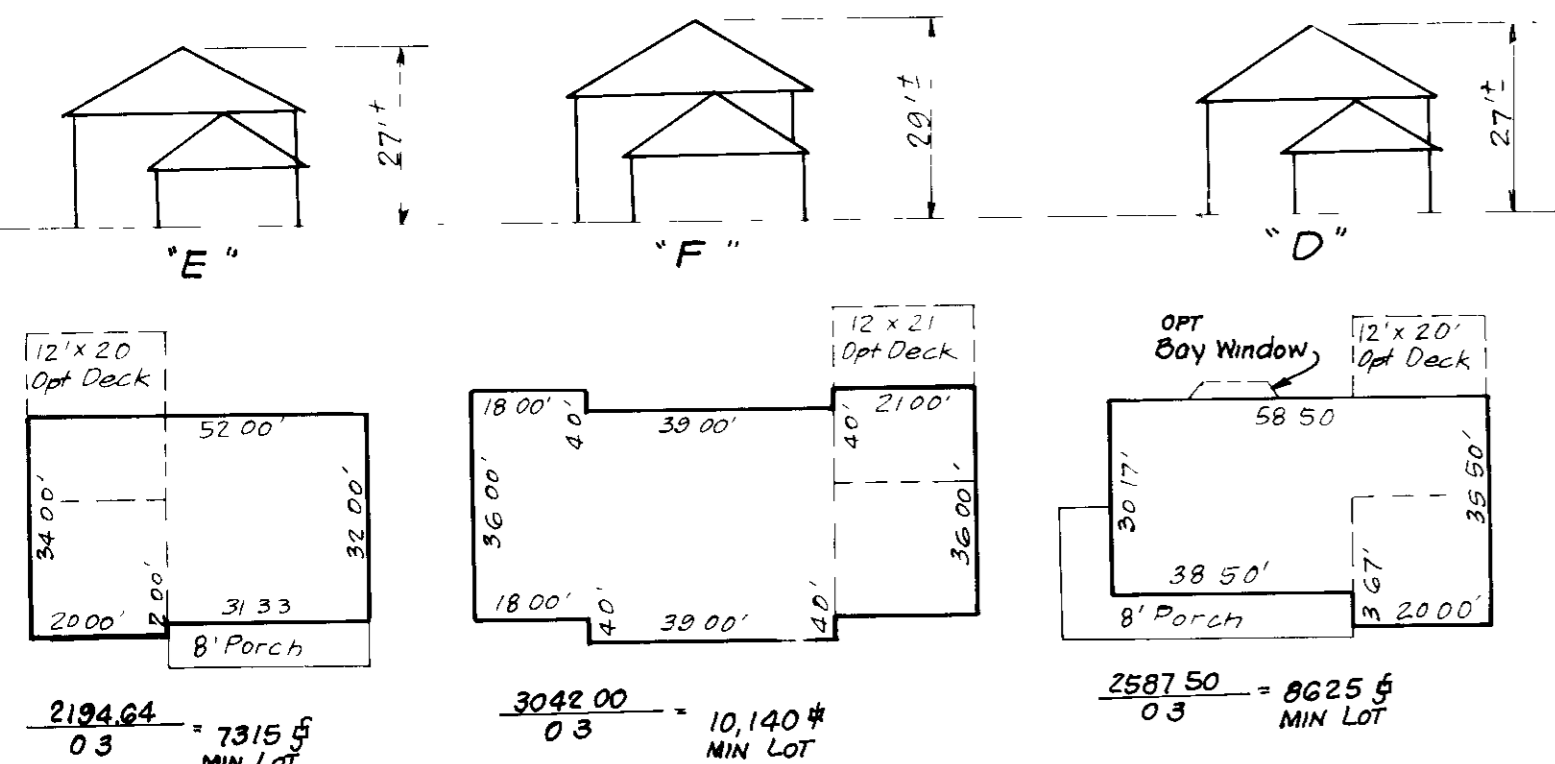 27'±
29'±
27'±
"E"
"F"
"D"
12' x 20
Opt Deck
52 00'
34 00'
32 00'
2 00'
20 00'
31 33
8' Porch
2194.64
0 3
= 7315 SF
MIN LOT
12 x 21
Opt Deck
18 00'
4 0'
39 00'
4 0'
21 00'
36 00'
36 00'
18 00'
4 0'
39 00'
4 0'
3042 00
0 3
= 10,140
MIN LOT
OPT
Bay Window
12' x 20'
Opt Deck
58 50
30 17'
35 50'
38 50'
3 67'
20 00'
8' Porch
2587 50
0 3
= 8625 SF
MIN LOT